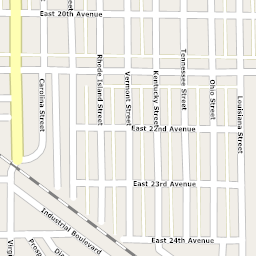 East 20th Avenue
Carolina Street
Rhode Island Street
Vermont Street
Kentucky Street
Tennessee Street
Ohio Street
Louisiana Street
East 22nd Avenue
East 23rd Avenue
Industrial Boulevard
East 24th Avenue